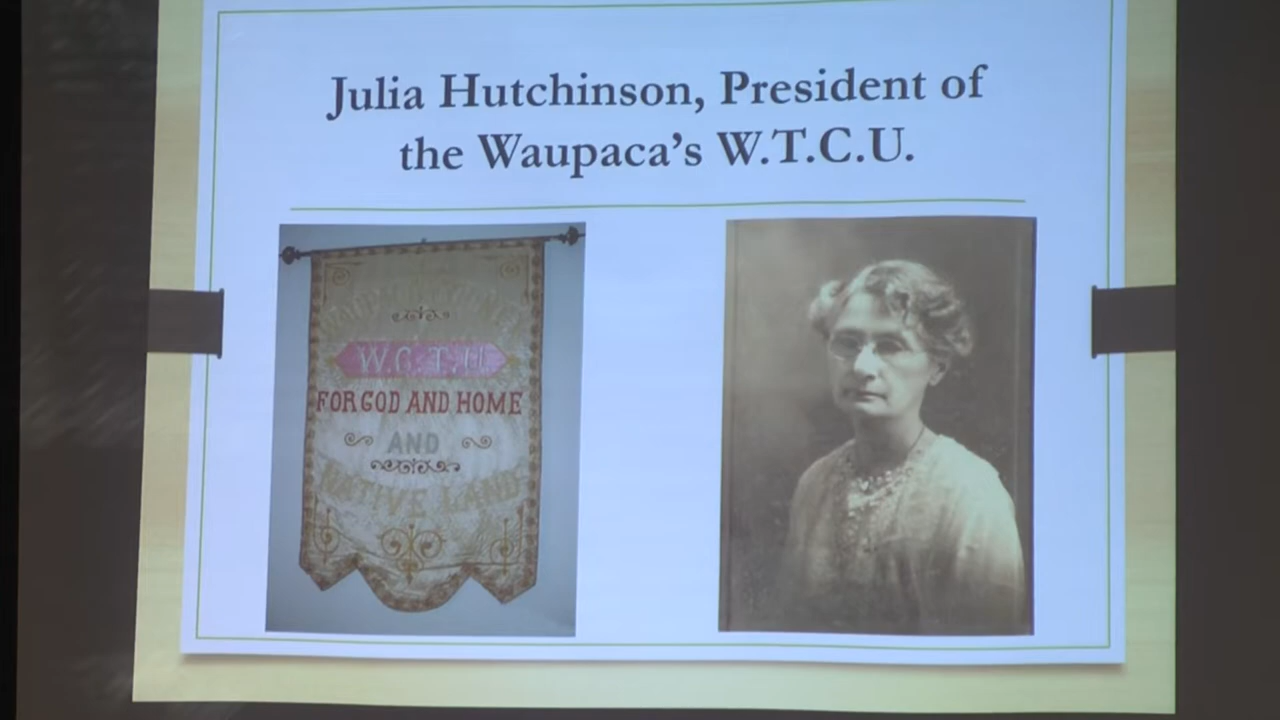 Julia Hutchinson, President of
the Waupaca's W.T.C.U.
W.C.T.U.
FOR GOD AND HOME
AND
NATIVE LAND